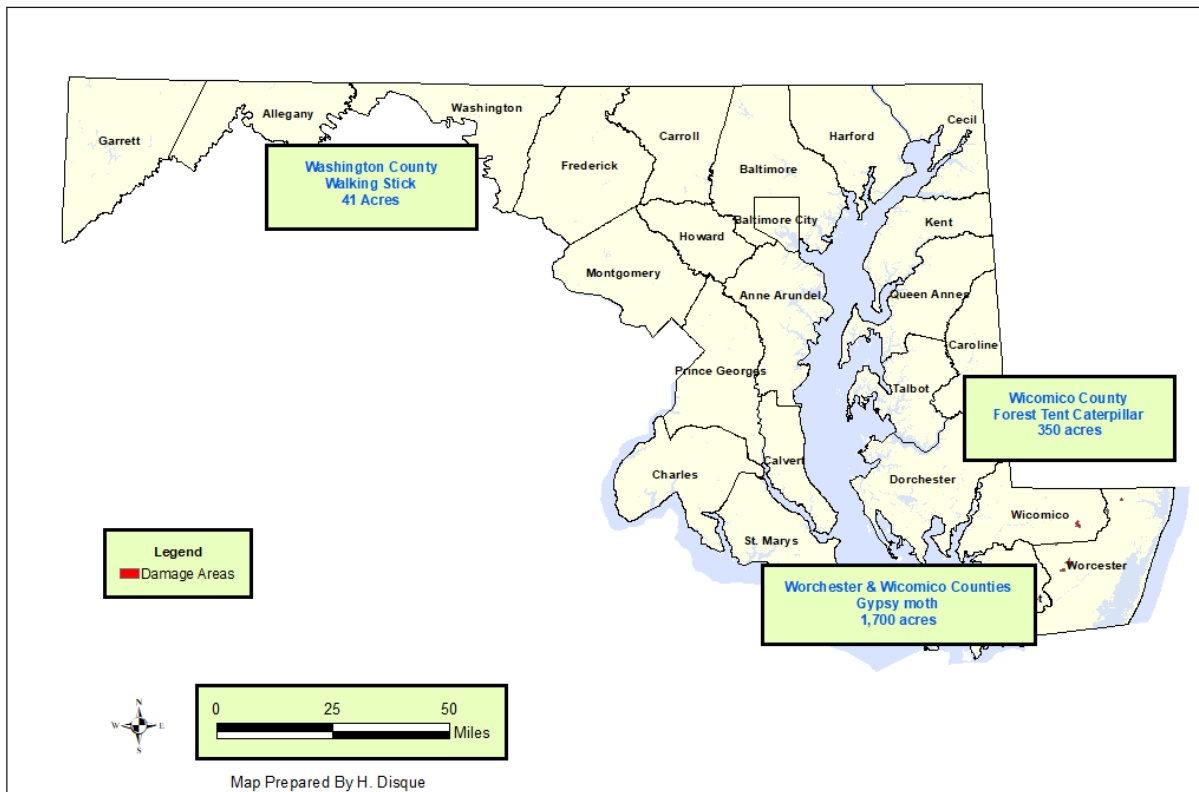 Garrett
Allegany
Washington
Frederick
Carroll
Baltimore
Harford
Cecil
Washington County
Walking Stick
41 Acres
Baltimore City
Howard
Kent
Montgomery
Anne Arundel
Queen Annes
Caroline
Prince Georges
Talbot
Wicomico County
Forest Tent Caterpillar
350 acres
Charles
Calvert
Dorchester
Wicomico
St. Marys
Worcester
Legend
Damage Areas
Worchester & Wicomico Counties
Gypsy moth
1,700 acres
N
W E
S
0 25 50
Miles
Map Prepared By H. Disque